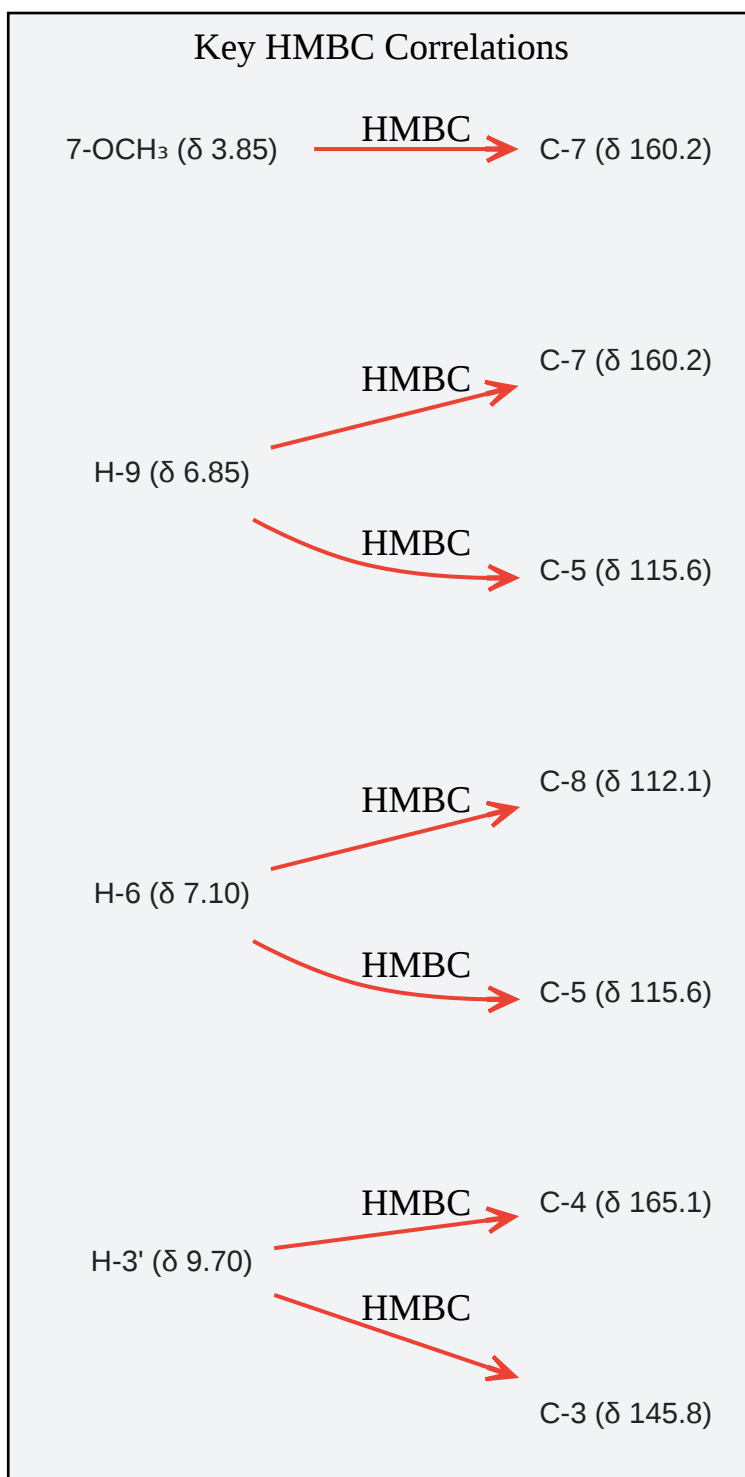 Key HMBC Correlations
7-OCH₃ (δ 3.85)
HMBC
C-7 (δ 160.2)
C-7 (δ 160.2)
HMBC
H-9 (δ 6.85)
HMBC
C-5 (δ 115.6)
C-8 (δ 112.1)
HMBC
H-6 (δ 7.10)
HMBC
C-5 (δ 115.6)
C-4 (δ 165.1)
HMBC
H-3' (δ 9.70)
HMBC
C-3 (δ 145.8)